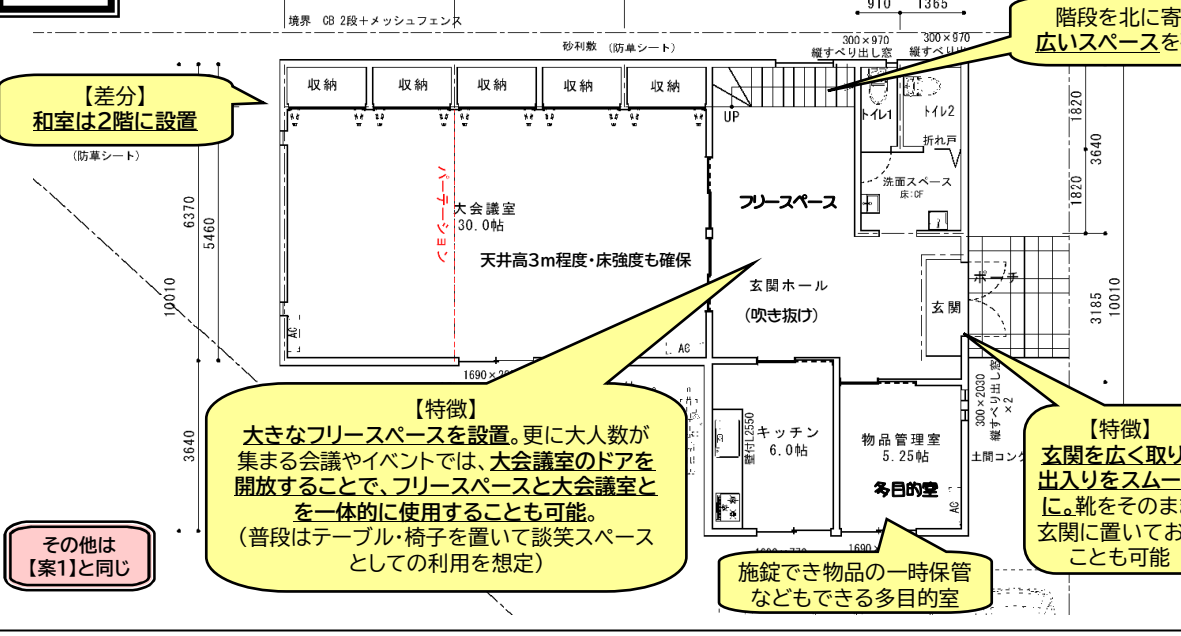 境界 CB 2段+メッシュフェンス
910
1365
砂利敷 (防草シート)
300×970
縦すべり出し窓
300×970
縦すべり出
階段を北に寄
広いスペースを
【差分】
和室は2階に設置
(防草シート)
収納
収納
収納
収納
収納
UP
トイレ1
トイレ2
折れ戸
洗面スペース
床:CF
1820
1820
3640
パーテーション
大会議室
30.0帖
天井高3m程度・床強度も確保
フリースペース
玄関ホール
(吹き抜け)
玄関
ポーチ
3185
10010
6370
5460
10010
3640
AC
AC
【特徴】
大きなフリースペースを設置。更に大人数が
集まる会議やイベントでは、大会議室のドアを
開放することで、フリースペースと大会議室と
を一体的に使用することも可能。
(普段はテーブル・椅子を置いて談笑スペース
としての利用を想定)
キッチン
6.0帖
壁付L2550
物品管理室
5.25帖
多目的室
AC
300×2030
縦すべり出し窓
×2
土間コンク
【特徴】
玄関を広く取り
出入りをスムー
に。靴をそのまま
玄関に置いてお
ことも可能
施錠でき物品の一時保管
などもできる多目的室
その他は
【案1】と同じ